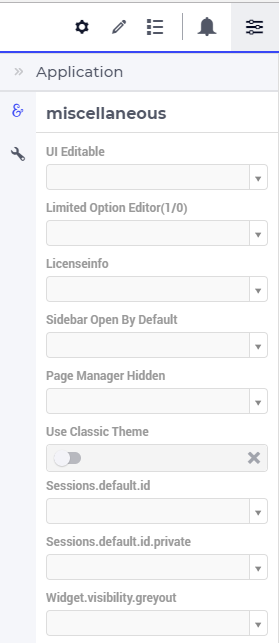 » Application
&
miscellaneous
UI Editable
Limited Option Editor(1/0)
Licenseinfo
Sidebar Open By Default
Page Manager Hidden
Use Classic Theme
Sessions.default.id
Sessions.default.id.private
Widget.visibility.greyout